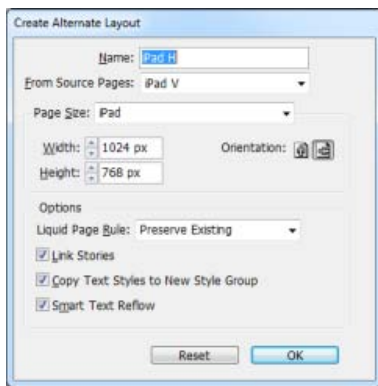 Create Alternate Layout
Name: iPad H
From Source Pages: iPad V
Page Size: iPad
Width: 1024 px
Orientation:
Height: 768 px
Options
Liquid Page Rule: Preserve Existing
Link Stories
Copy Text Styles to New Style Group
Smart Text Reflow
Reset
OK